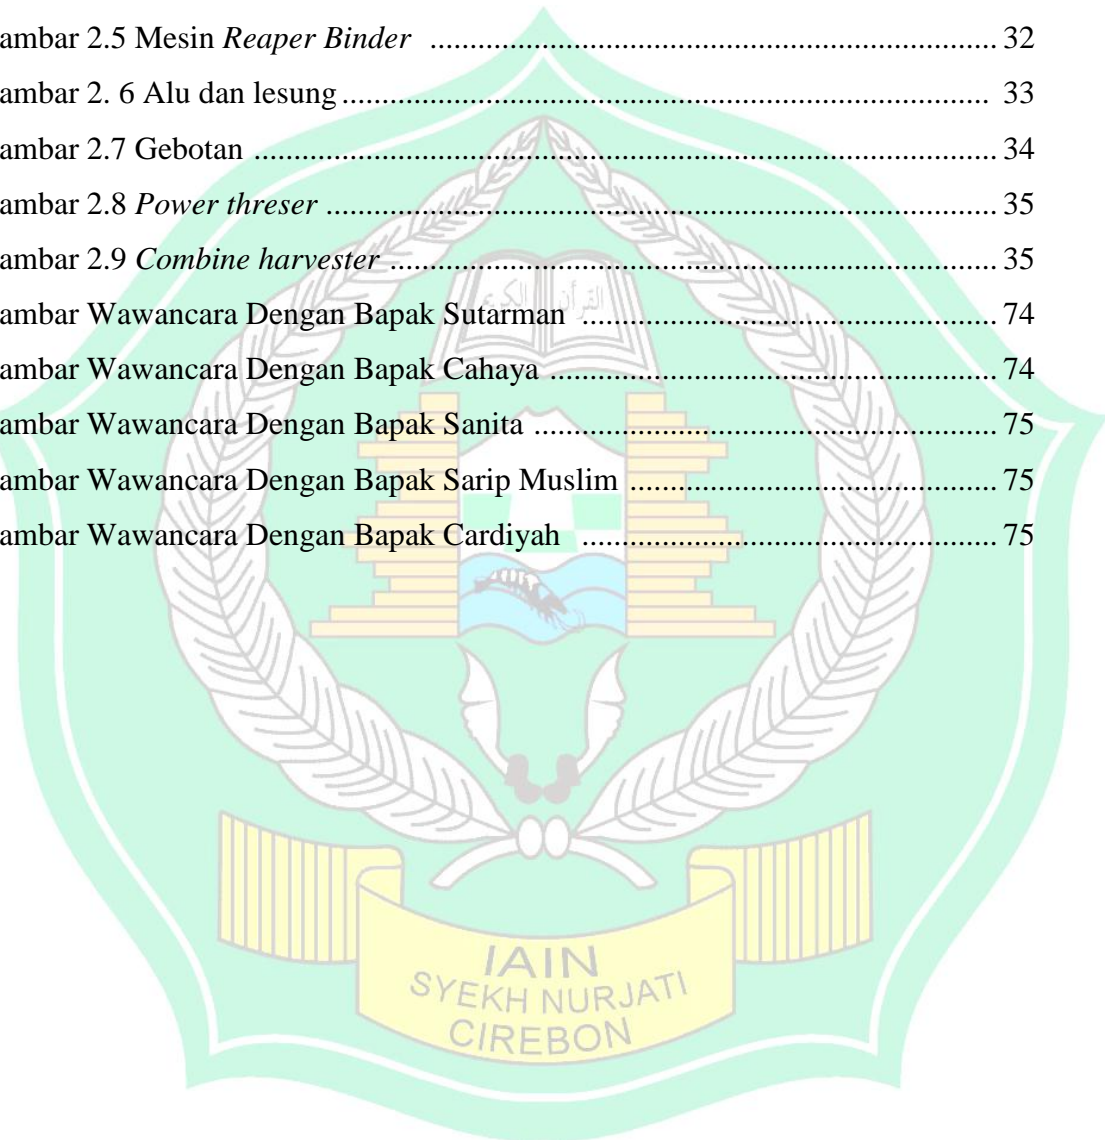 ambar 2.5 Mesin Reaper Binder ........................................................................ 32
ambar 2. 6 Alu dan lesung ................................................................................. 33
ambar 2.7 Gebotan ............................................................................................. 34
ambar 2.8 Power threser .................................................................................... 35
ambar 2.9 Combine harvester ............................................................................ 35
ambar Wawancara Dengan Bapak Sutarman .................................................... 74
ambar Wawancara Dengan Bapak Cahaya ........................................................ 74
ambar Wawancara Dengan Bapak Sanita .......................................................... 75
ambar Wawancara Dengan Bapak Sarip Muslim .............................................. 75
ambar Wawancara Dengan Bapak Cardiyah .................................................... 75
القرآن الكريم
IAIN
SYEKH NURJATI
CIREBON